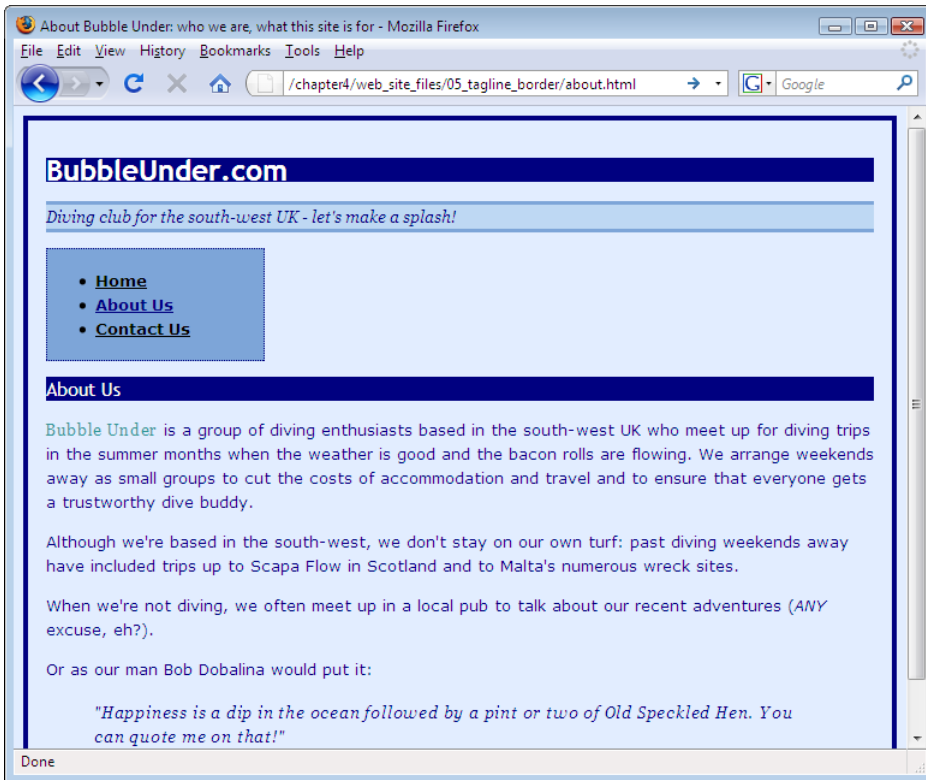 About Bubble Under: who we are, what this site is for - Mozilla Firefox
File Edit View History Bookmarks Tools Help
/chapter4/web_site_files/05_tagline_border/about.html
G Google
BubbleUnder.com
Diving club for the south-west UK - let's make a splash!
• Home
• About Us
• Contact Us
About Us
Bubble Under is a group of diving enthusiasts based in the south-west UK who meet up for diving trips
in the summer months when the weather is good and the bacon rolls are flowing. We arrange weekends
away as small groups to cut the costs of accommodation and travel and to ensure that everyone gets
a trustworthy dive buddy.
Although we're based in the south-west, we don't stay on our own turf: past diving weekends away
have included trips up to Scapa Flow in Scotland and to Malta's numerous wreck sites.
When we're not diving, we often meet up in a local pub to talk about our recent adventures (ANY
excuse, eh?).
Or as our man Bob Dobalina would put it:
"Happiness is a dip in the ocean followed by a pint or two of Old Speckled Hen. You
can quote me on that!"
Done